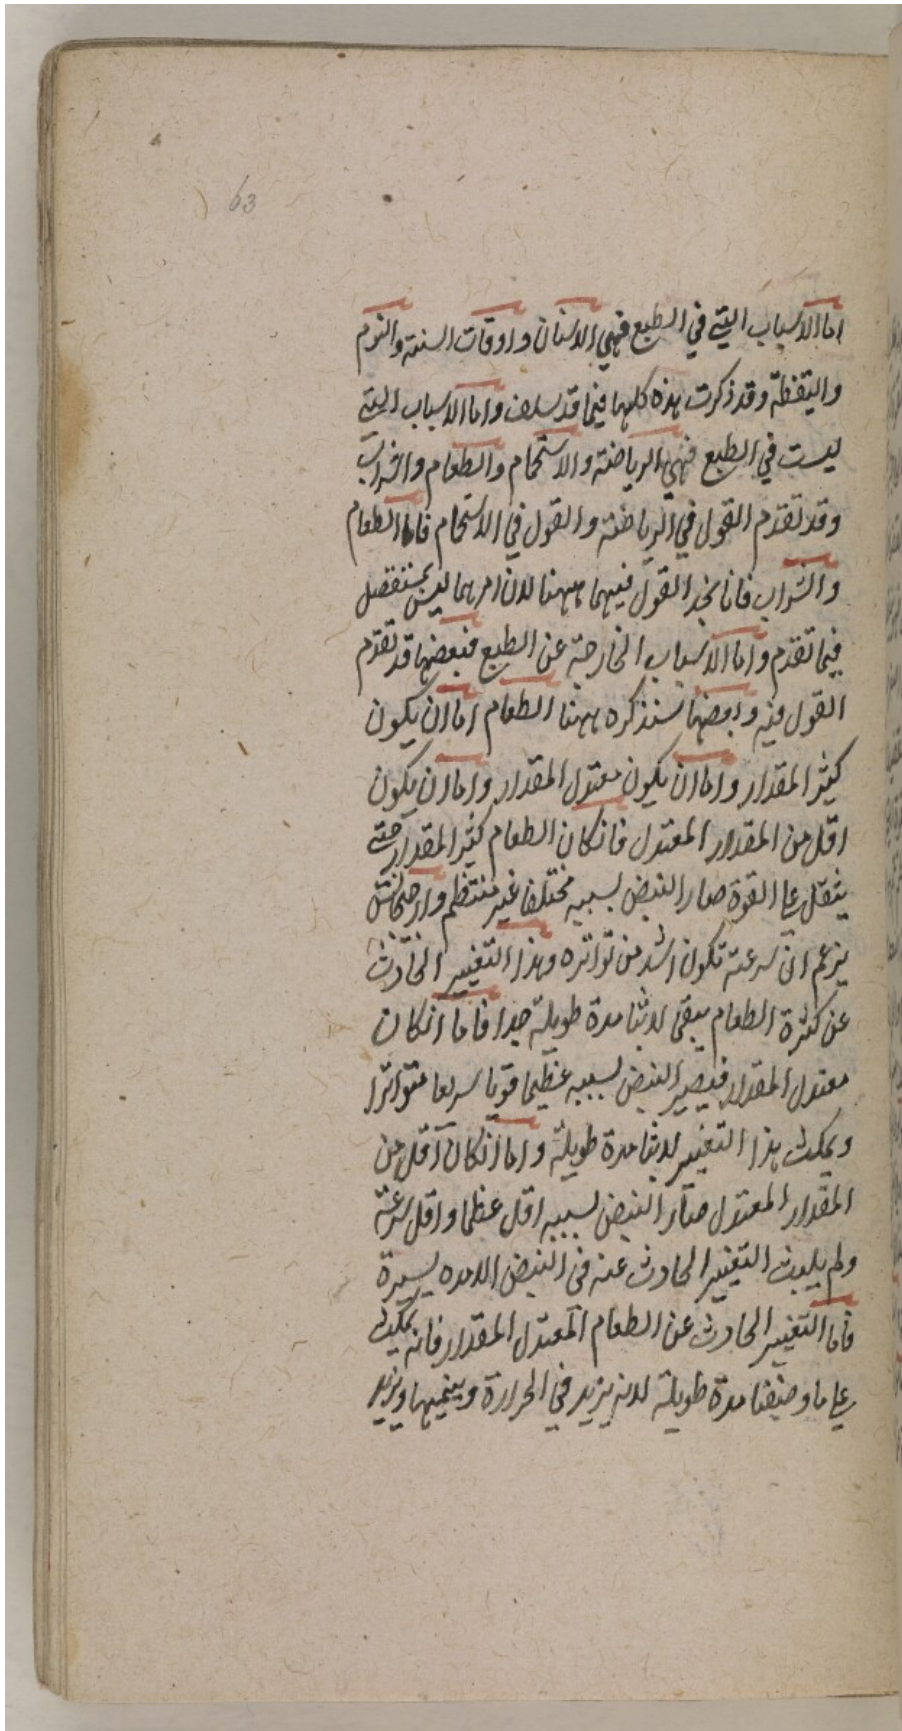 63
اما الاسباب التي في الطبع فهي الاسنان واوقات السنة والنوم
واليقظة وقد ذكرت هذه كلها فيما قد سلف واما الاسباب التي
ليست في الطبع فهي الرياضة والاستحمام والطعام والشراب
وقد تقدم القول في الرياضة والقول في الاستحام فاما الطعام
والشراب فانا نجد القول فيهما ههنا لان امرهما ليس
فيما تقدم واما الاسباب الخارجة عن الطبع فبعضها قد تقدم
القول فيه وبعضها سنذكره ههنا الطعام اما ان يكون
كثير المقدار واما ان يكون معتدل المقدار واما ان يكون
اقل من المقدار المعتدل فان كان الطعام كثير المقدار حتى
يثقل على القوة صار النبض بسببه مختلفا غير منتظم وارخيجانس
يزعم ان سرعته تكون اشد من تواتره وهذا التغيير الحادث
عن كثرة الطعام يبقى لابثا مدة طويلة جدا فاما ان كان
معتدل المقدار فيصير النبض بسببه عظيما قويا سريعا متواترا
ويمكث هذا التغيير لابثا مدة طويلة واما ان كان اقل من
المقدار المعتدل صار النبض بسببه اقل عظما واقل سرعة
ولم يلبث التغيير الحادث عنه في النبض الا مده يسيرة
فاما التغيير الحادث عن الطعام المعتدل المقدار فانه يمكث
على ما وصفنا مدة طويلة لانه يزيد في الحرارة وينميها ويزيد